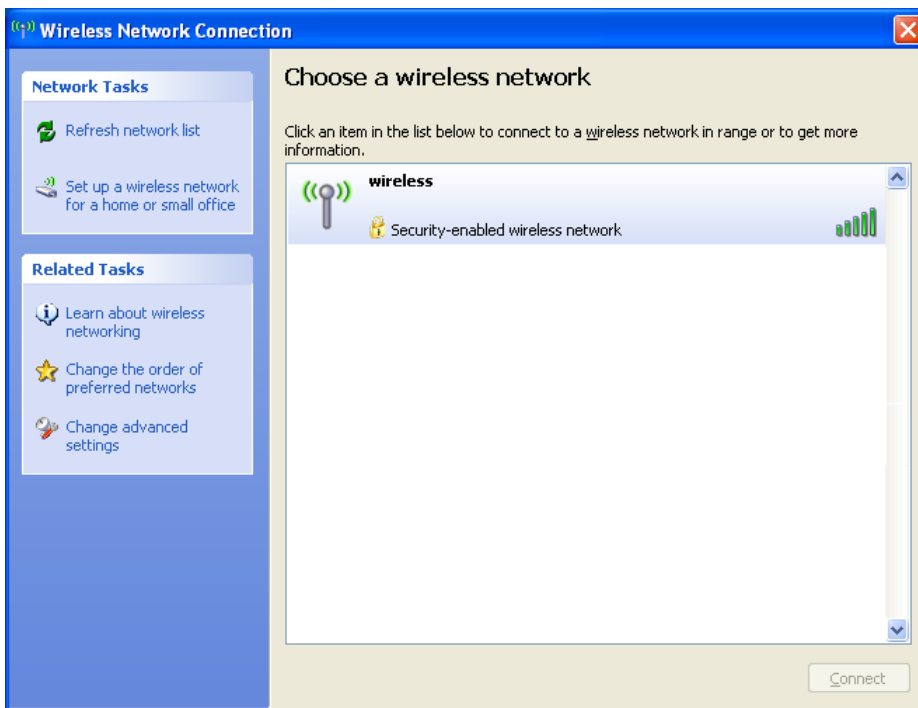 Wireless Network Connection
Network Tasks
Refresh network list
Set up a wireless network
for a home or small office
Related Tasks
Learn about wireless
networking
Change the order of
preferred networks
Change advanced
settings
Choose a wireless network
Click an item in the list below to connect to a wireless network in range or to get more
information.
wireless
Security-enabled wireless network
Connect